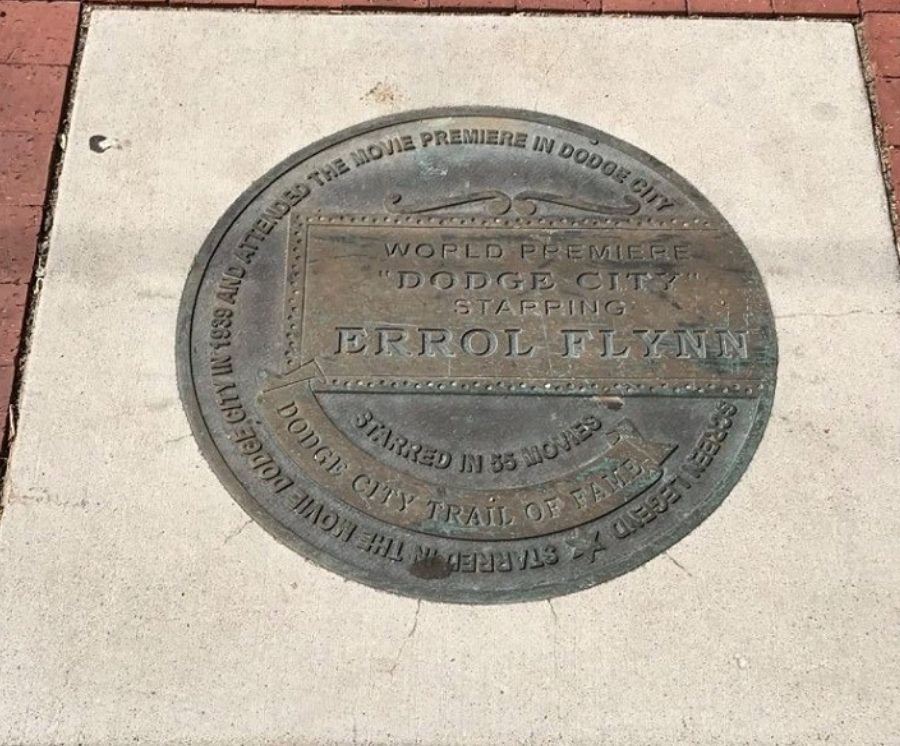 WORLD PREMIERE
"DODGE CITY"
STARRING
ERROL FLYNN
STARRED IN 55 MOVIES
DODGE CITY TRAIL OF FAME
SCREEN LEGEND ☆ STARRED IN THE MOVIE DODGE CITY IN 1939 AND ATTENDED THE MOVIE PREMIERE IN DODGE CITY